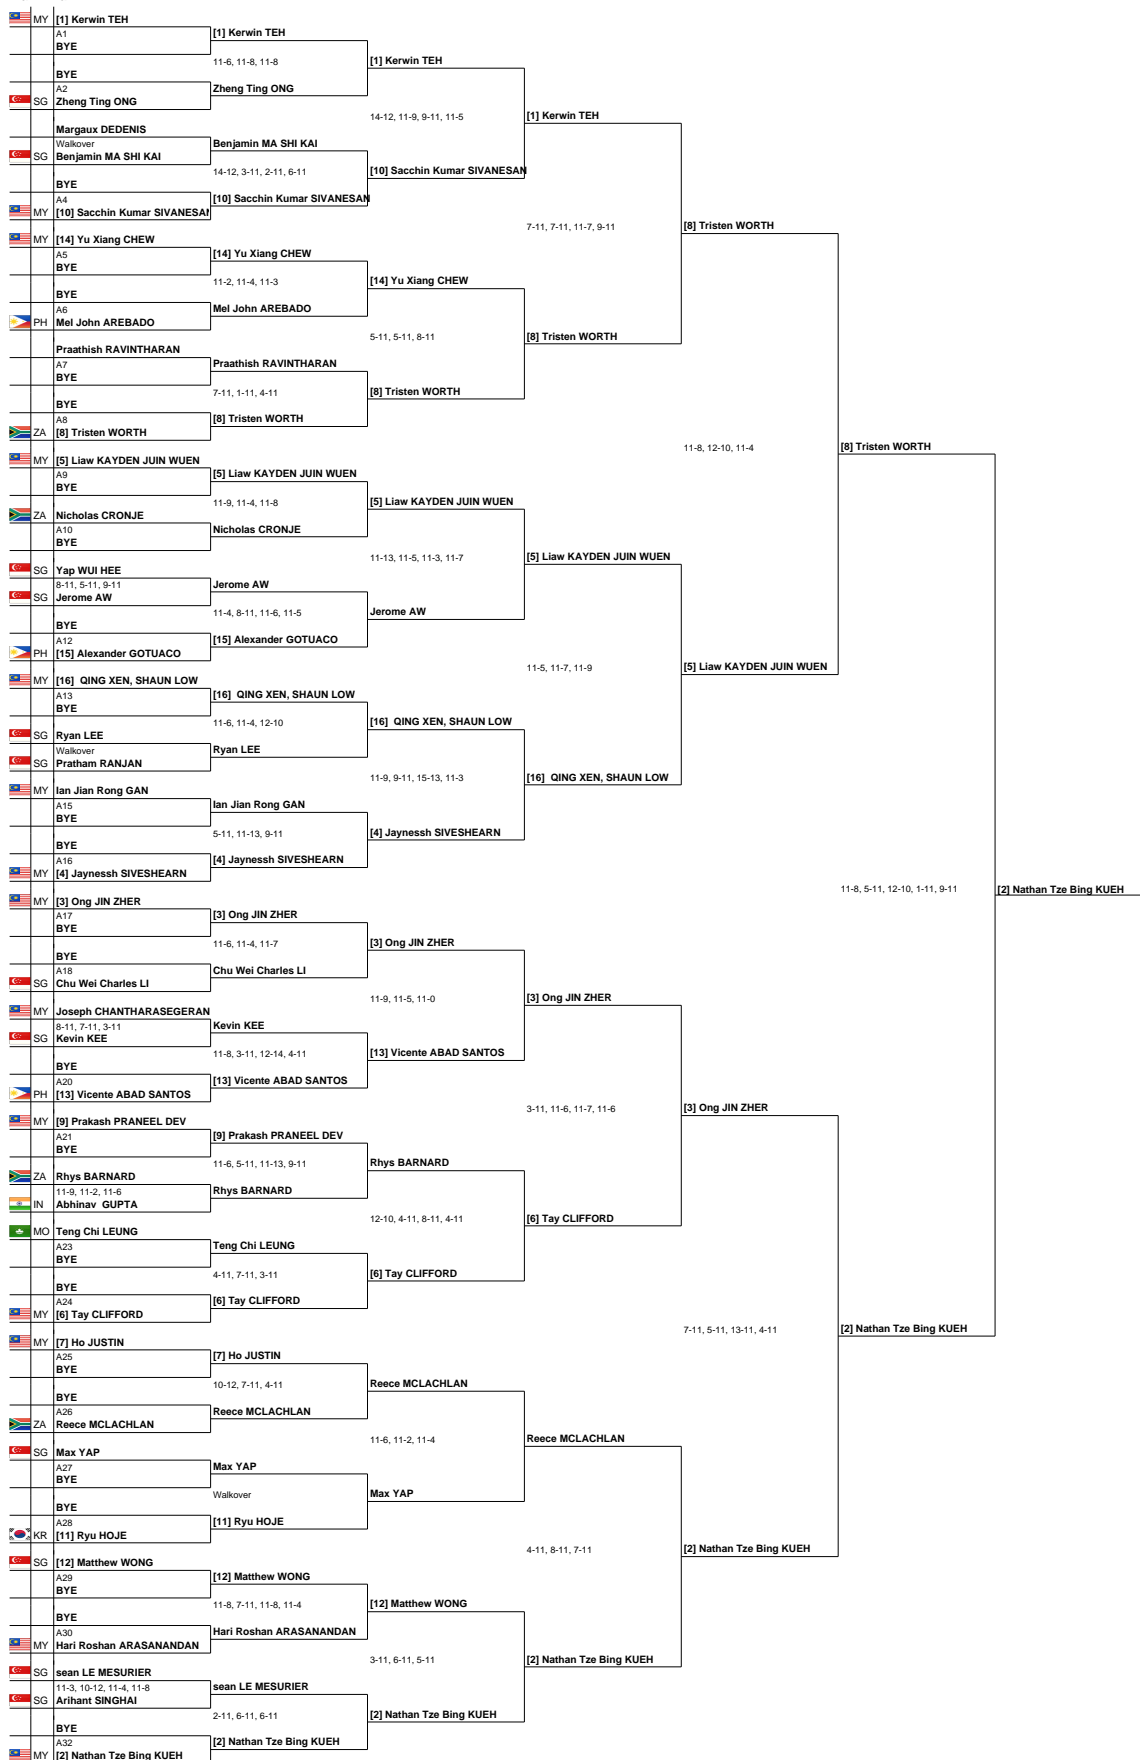 MY [1] Kerwin TEH
A1
BYE
[1] Kerwin TEH
11-6, 11-8, 11-8
[1] Kerwin TEH
BYE
A2
SG Zheng Ting ONG
Zheng Ting ONG
14-12, 11-9, 9-11, 11-5
[1] Kerwin TEH
Margaux DEDENIS
Walkover
SG Benjamin MA SHI KAI
Benjamin MA SHI KAI
14-12, 3-11, 2-11, 6-11
[10] Sacchin Kumar SIVANESAN
BYE
A4
MY [10] Sacchin Kumar SIVANESAN
[10] Sacchin Kumar SIVANESAN
7-11, 7-11, 11-7, 9-11
[8] Tristen WORTH
MY [14] Yu Xiang CHEW
A5
BYE
[14] Yu Xiang CHEW
11-2, 11-4, 11-3
[14] Yu Xiang CHEW
BYE
A6
PH Mel John AREBADO
Mel John AREBADO
5-11, 5-11, 8-11
[8] Tristen WORTH
Praathish RAVINTHARAN
A7
BYE
Praathish RAVINTHARAN
7-11, 1-11, 4-11
[8] Tristen WORTH
BYE
A8
ZA [8] Tristen WORTH
[8] Tristen WORTH
11-8, 12-10, 11-4
[8] Tristen WORTH
MY [5] Liaw KAYDEN JUIN WUEN
A9
BYE
[5] Liaw KAYDEN JUIN WUEN
11-9, 11-4, 11-8
[5] Liaw KAYDEN JUIN WUEN
ZA Nicholas CRONJE
A10
BYE
Nicholas CRONJE
11-13, 11-5, 11-3, 11-7
[5] Liaw KAYDEN JUIN WUEN
SG Yap WUI HEE
8-11, 5-11, 9-11
SG Jerome AW
Jerome AW
11-4, 8-11, 11-6, 11-5
Jerome AW
BYE
A12
PH [15] Alexander GOTUACO
[15] Alexander GOTUACO
11-5, 11-7, 11-9
[5] Liaw KAYDEN JUIN WUEN
MY [16] QING XEN, SHAUN LOW
A13
BYE
[16] QING XEN, SHAUN LOW
11-6, 11-4, 12-10
[16] QING XEN, SHAUN LOW
SG Ryan LEE
Walkover
SG Pratham RANJAN
Ryan LEE
11-9, 9-11, 15-13, 11-3
[16] QING XEN, SHAUN LOW
MY Ian Jian Rong GAN
A15
BYE
Ian Jian Rong GAN
5-11, 11-13, 9-11
[4] Jaynessh SIVESHEARN
BYE
A16
MY [4] Jaynessh SIVESHEARN
[4] Jaynessh SIVESHEARN
11-8, 5-11, 12-10, 1-11, 9-11
[2] Nathan Tze Bing KUEH
MY [3] Ong JIN ZHER
A17
BYE
[3] Ong JIN ZHER
11-6, 11-4, 11-7
[3] Ong JIN ZHER
BYE
A18
SG Chu Wei Charles LI
Chu Wei Charles LI
11-9, 11-5, 11-0
[3] Ong JIN ZHER
MY Joseph CHANTHARASEGERAN
8-11, 7-11, 3-11
SG Kevin KEE
Kevin KEE
11-8, 3-11, 12-14, 4-11
[13] Vicente ABAD SANTOS
BYE
A20
PH [13] Vicente ABAD SANTOS
[13] Vicente ABAD SANTOS
3-11, 11-6, 11-7, 11-6
[3] Ong JIN ZHER
MY [9] Prakash PRANEEL DEV
A21
BYE
[9] Prakash PRANEEL DEV
11-6, 5-11, 11-13, 9-11
Rhys BARNARD
ZA Rhys BARNARD
11-9, 11-2, 11-6
IN Abhinav GUPTA
Rhys BARNARD
12-10, 4-11, 8-11, 4-11
[6] Tay CLIFFORD
MO Teng Chi LEUNG
A23
BYE
Teng Chi LEUNG
4-11, 7-11, 3-11
[6] Tay CLIFFORD
BYE
A24
MY [6] Tay CLIFFORD
[6] Tay CLIFFORD
7-11, 5-11, 13-11, 4-11
[2] Nathan Tze Bing KUEH
MY [7] Ho JUSTIN
A25
BYE
[7] Ho JUSTIN
10-12, 7-11, 4-11
Reece MCLACHLAN
BYE
A26
ZA Reece MCLACHLAN
Reece MCLACHLAN
11-6, 11-2, 11-4
Reece MCLACHLAN
SG Max YAP
A27
BYE
Max YAP
Walkover
Max YAP
BYE
A28
KR [11] Ryu HOJE
[11] Ryu HOJE
4-11, 8-11, 7-11
[2] Nathan Tze Bing KUEH
SG [12] Matthew WONG
A29
BYE
[12] Matthew WONG
11-8, 7-11, 11-8, 11-4
[12] Matthew WONG
BYE
A30
MY Hari Roshan ARASANANDAN
Hari Roshan ARASANANDAN
3-11, 6-11, 5-11
[2] Nathan Tze Bing KUEH
SG sean LE MESURIER
11-3, 10-12, 11-4, 11-8
SG Arihant SINGHAI
sean LE MESURIER
2-11, 6-11, 6-11
[2] Nathan Tze Bing KUEH
BYE
A32
MY [2] Nathan Tze Bing KUEH
[2] Nathan Tze Bing KUEH